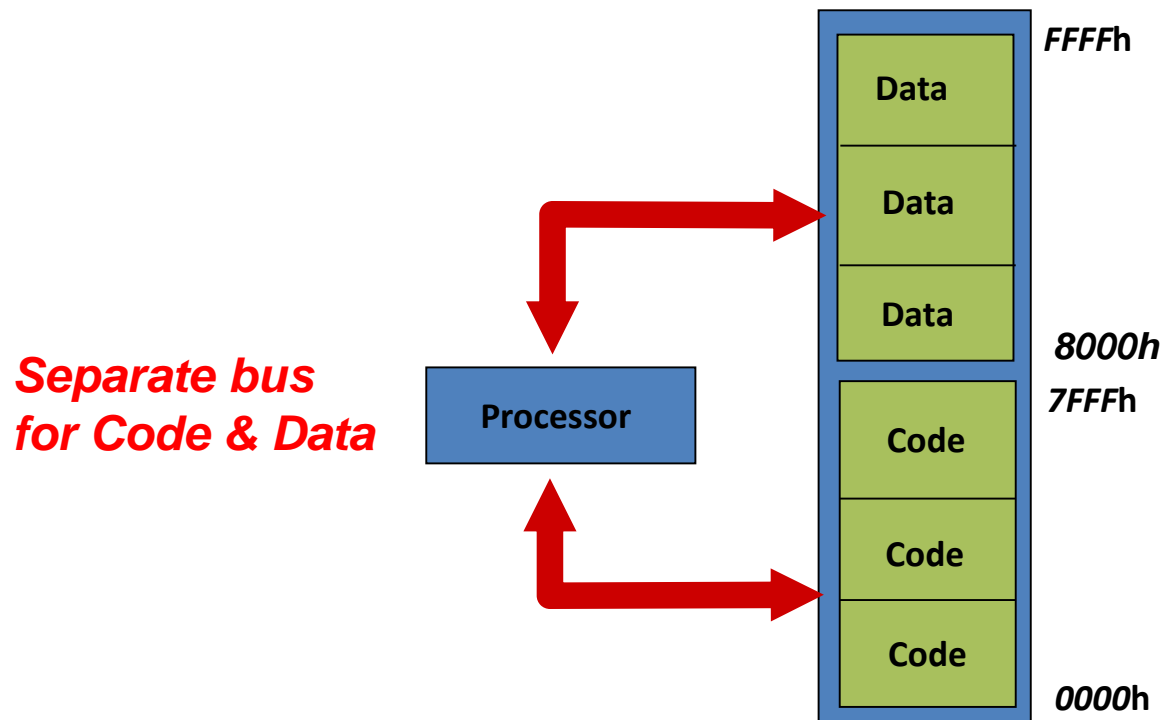 FFFFh
Data
Data
Data
8000h
Separate bus
for Code & Data
Processor
7FFFh
Code
Code
Code
0000h